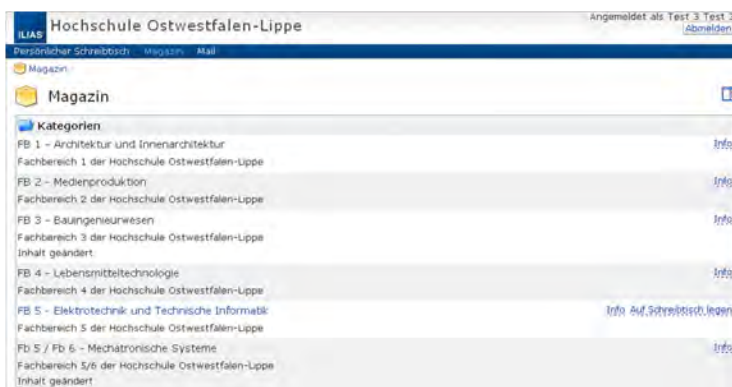 Angemeldet als Test 3 Test
ILIAS Hochschule Ostwestfalen-Lippe
Abmelden
Persönlicher Schreibtisch Magazin Mail
Magazin
Magazin
Kategorien
FB 1 - Architektur und Innenarchitektur Info
Fachbereich 1 der Hochschule Ostwestfalen-Lippe
FB 2 - Medienproduktion Info
Fachbereich 2 der Hochschule Ostwestfalen-Lippe
FB 3 - Bauingenieurwesen Info
Fachbereich 3 der Hochschule Ostwestfalen-Lippe
Inhalt geändert
FB 4 - Lebensmitteltechnologie Info
Fachbereich 4 der Hochschule Ostwestfalen-Lippe
FB 5 - Elektrotechnik und Technische Informatik Info Auf Schreibtisch legen
Fachbereich 5 der Hochschule Ostwestfalen-Lippe
Fb 5 / Fb 6 - Mechatronische Systeme Info
Fachbereich 5/6 der Hochschule Ostwestfalen-Lippe
Inhalt geändert